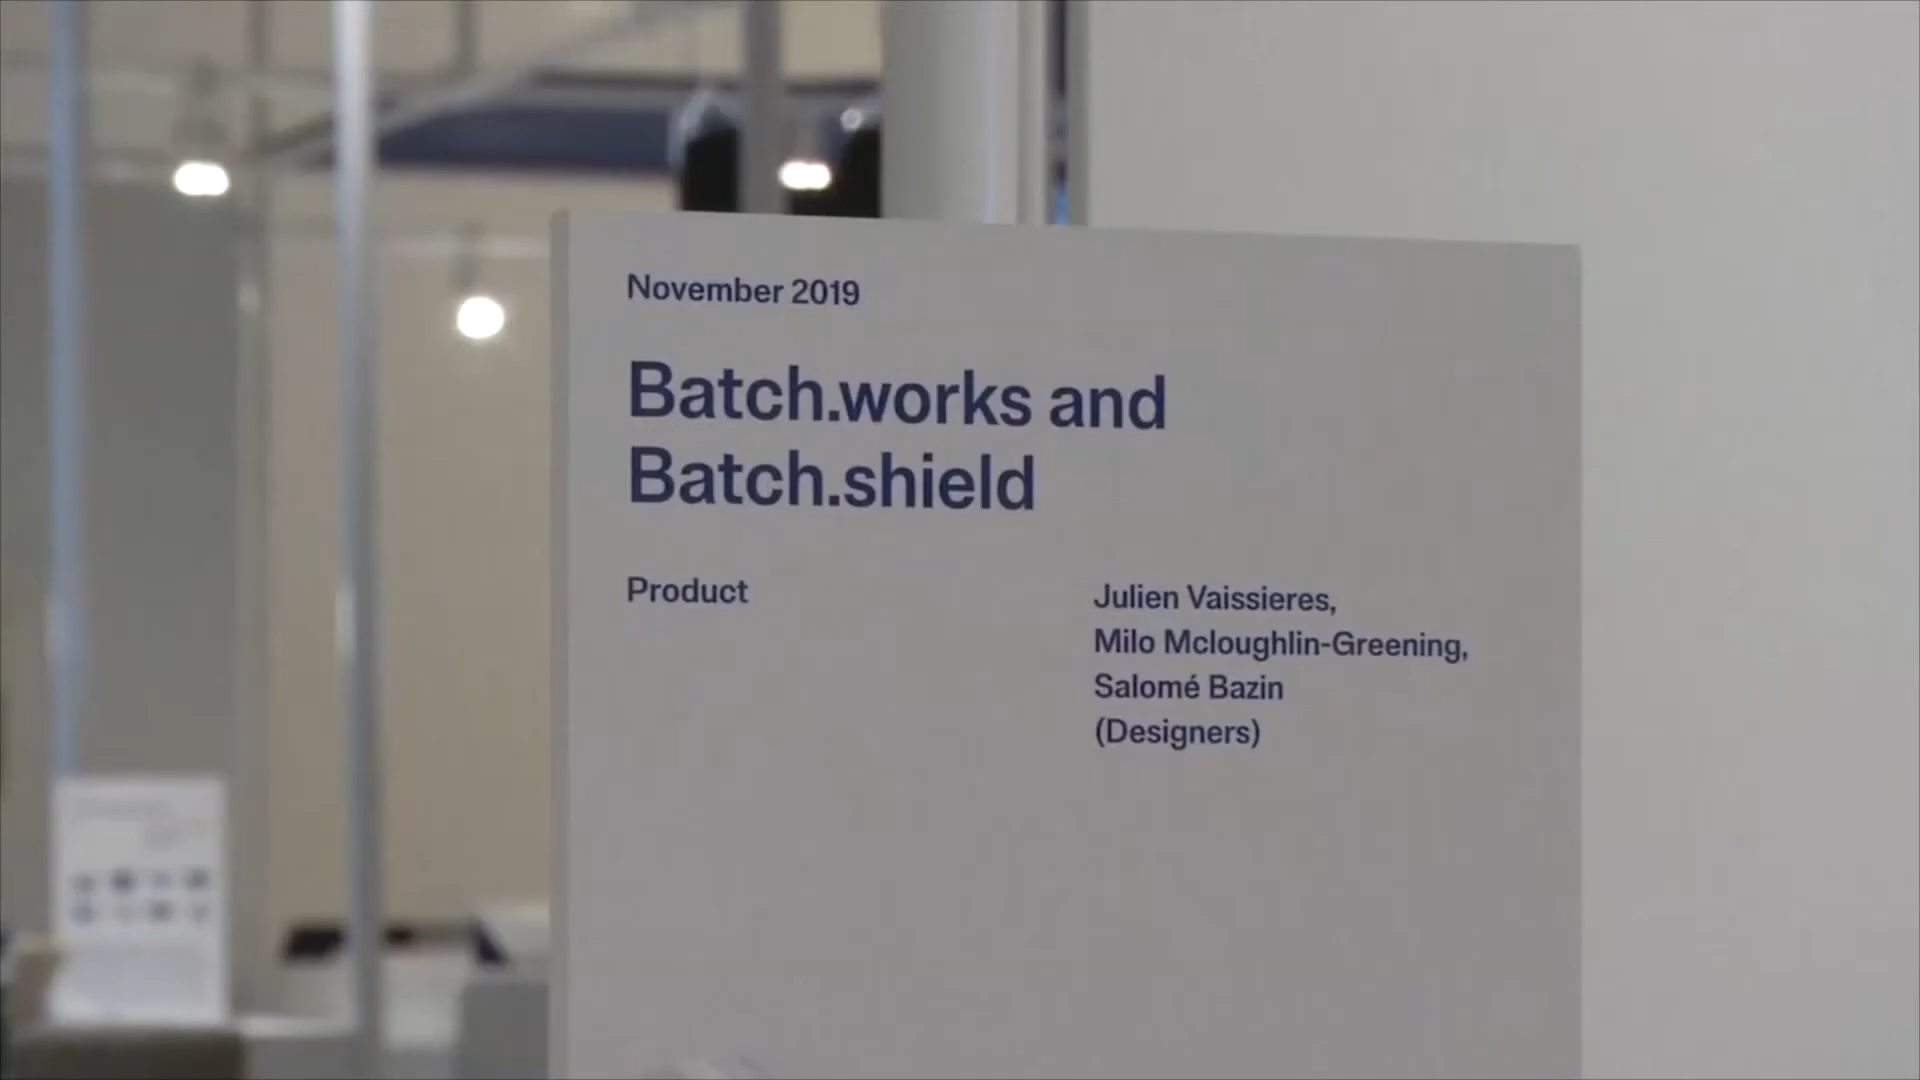 November 2019
Batch.works and
Batch.shield
Product
Julien Vaissieres,
Milo Mcloughlin-Greening,
Salomé Bazin
(Designers)